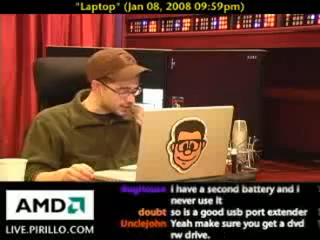 "Laptop" (Jan 08, 2008 09:59pm)
AMD
LIVE.PIRILLO.COM
BugHouse i have a second battery and i
never use it
doubt so is a good usb port extender
UncleJohn Yeah make sure you get a dvd
rw drive.